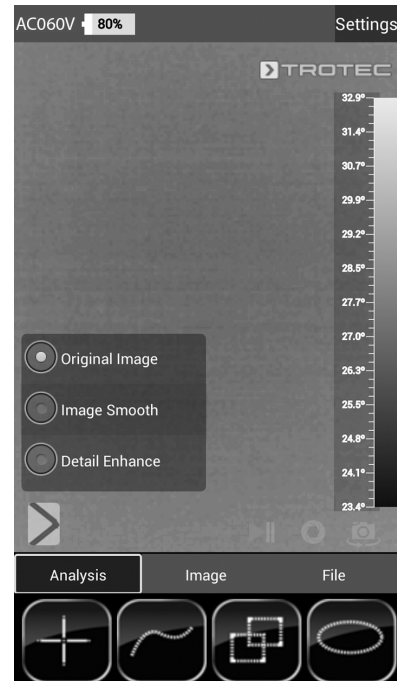 AC060V 80% Settings
TROTEC
32.9°
31.4°
30.7°
29.9°
29.2°
28.5°
27.7°
27.0°
26.3°
25.5°
24.8°
24.1°
23.4°
Original Image
Image Smooth
Detail Enhance
Analysis Image File